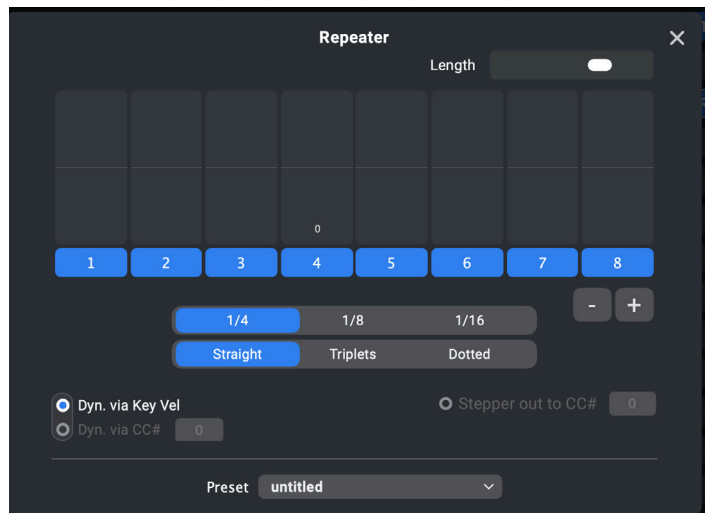 Repeater
Length
0
1 2 3 4 5 6 7 8
- +
1/4 1/8 1/16
Straight Triplets Dotted
Dyn. via Key Vel Stepper out to CC# 0
Dyn. via CC# 0
Preset untitled